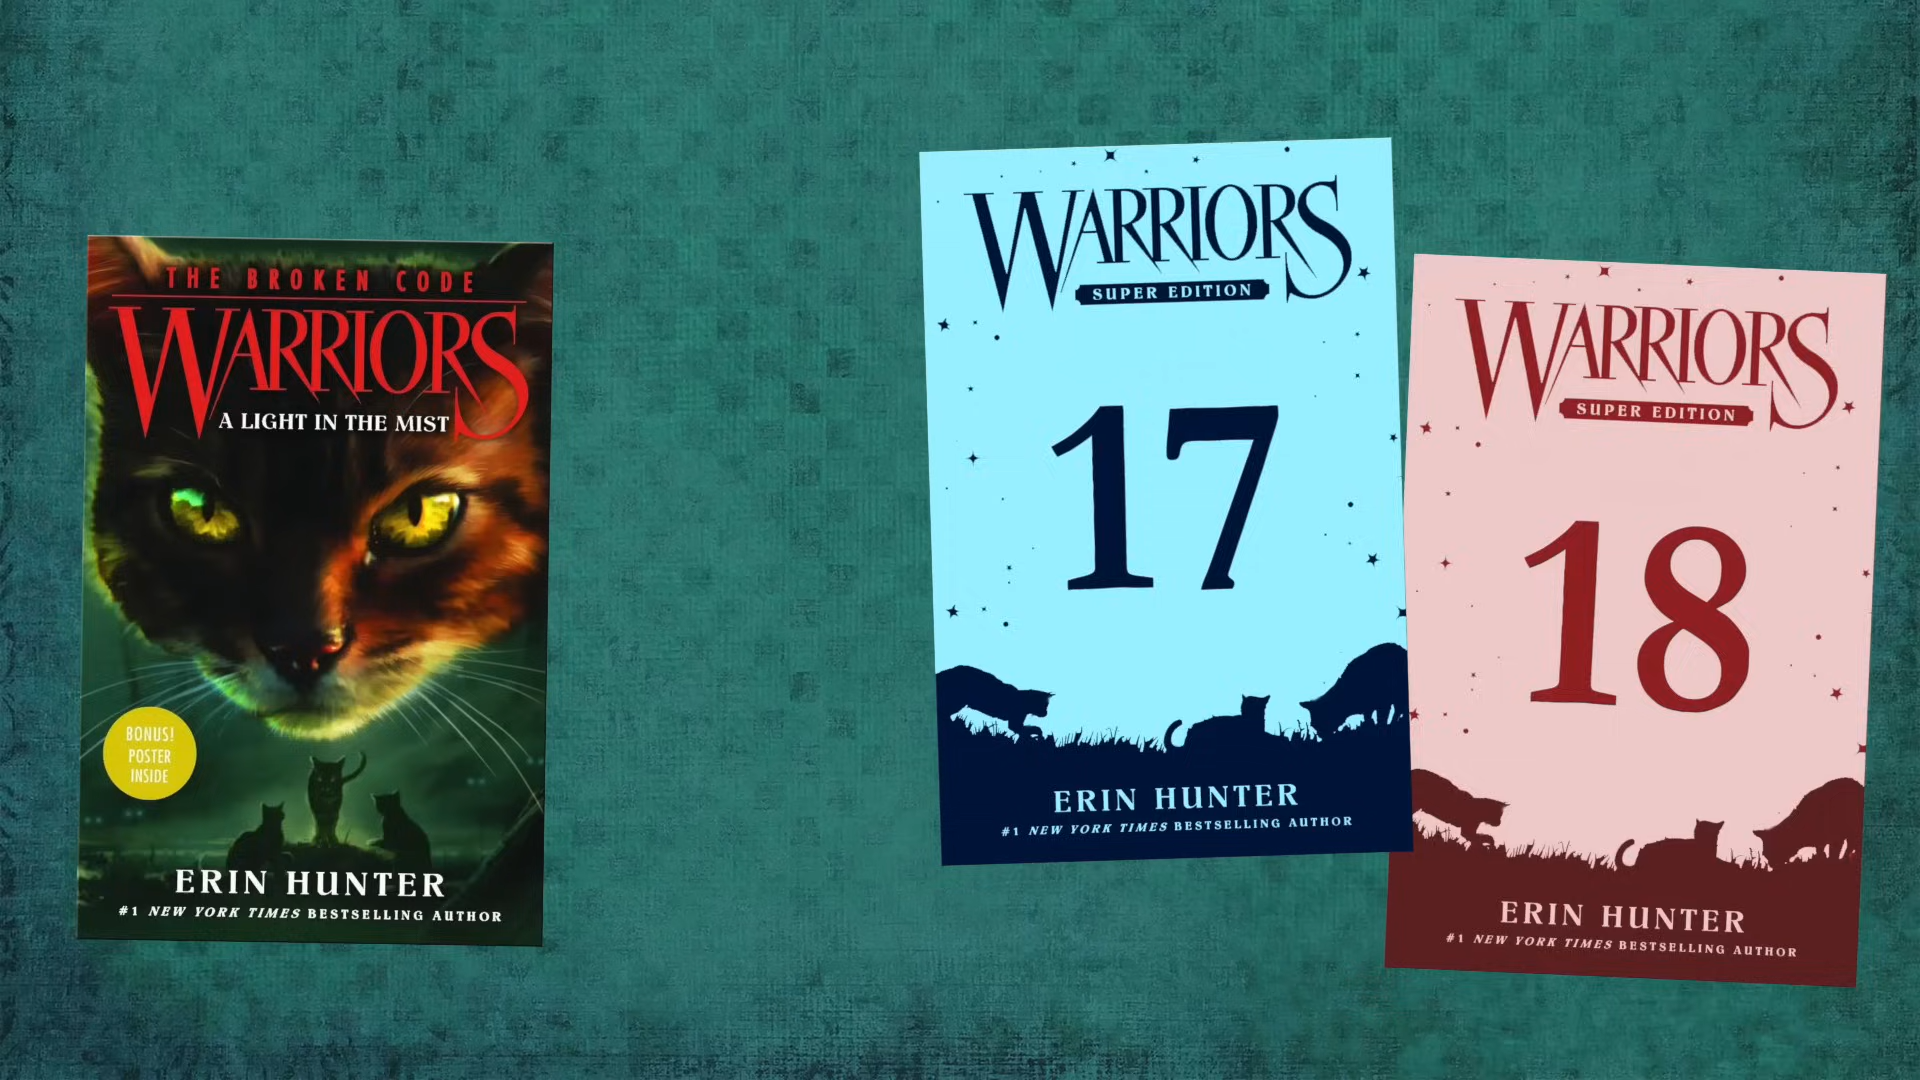 THE BROKEN CODE
WARRIORS
A LIGHT IN THE MIST
BONUS!
POSTER
INSIDE
ERIN HUNTER
#1 NEW YORK TIMES BESTSELLING AUTHOR
WARRIORS
SUPER EDITION
17
ERIN HUNTER
#1 NEW YORK TIMES BESTSELLING AUTHOR
WARRIORS
SUPER EDITION
18
ERIN HUNTER
#1 NEW YORK TIMES BESTSELLING AUTHOR